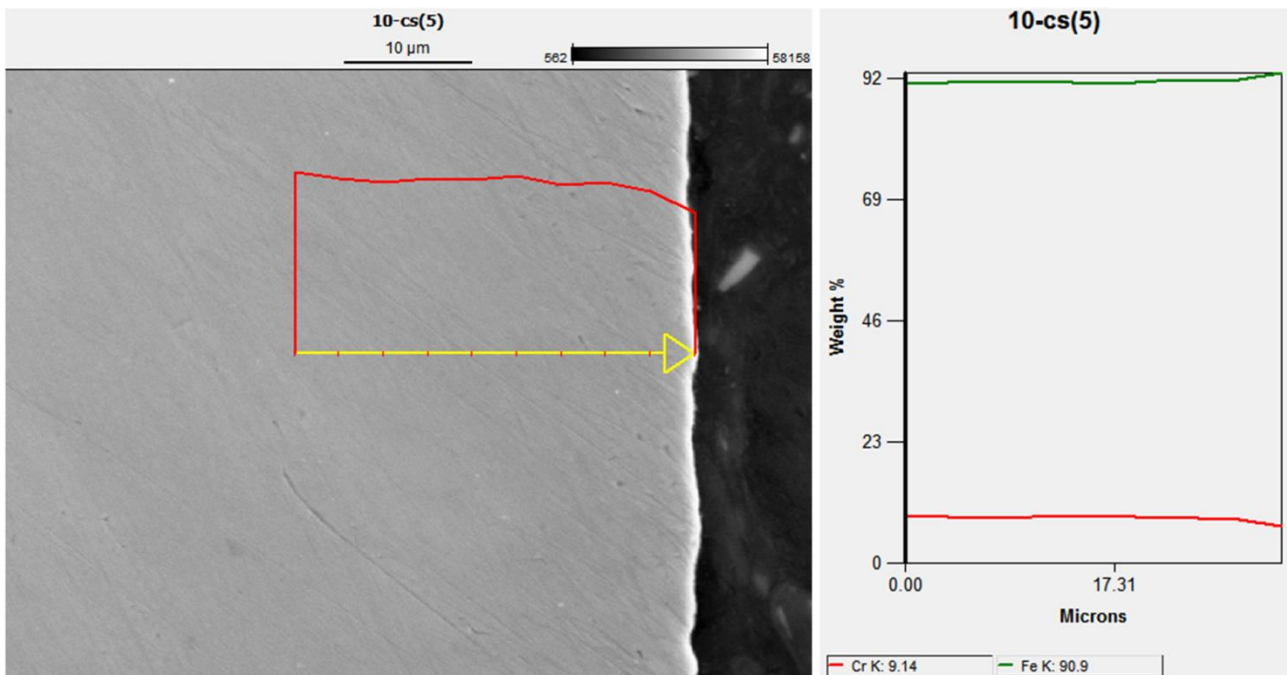 10-cs(5)
10 µm
562
58158
10-cs(5)
92
69
46
23
0
Weight %
0.00
17.31
Microns
Cr K: 9.14
Fe K: 90.9